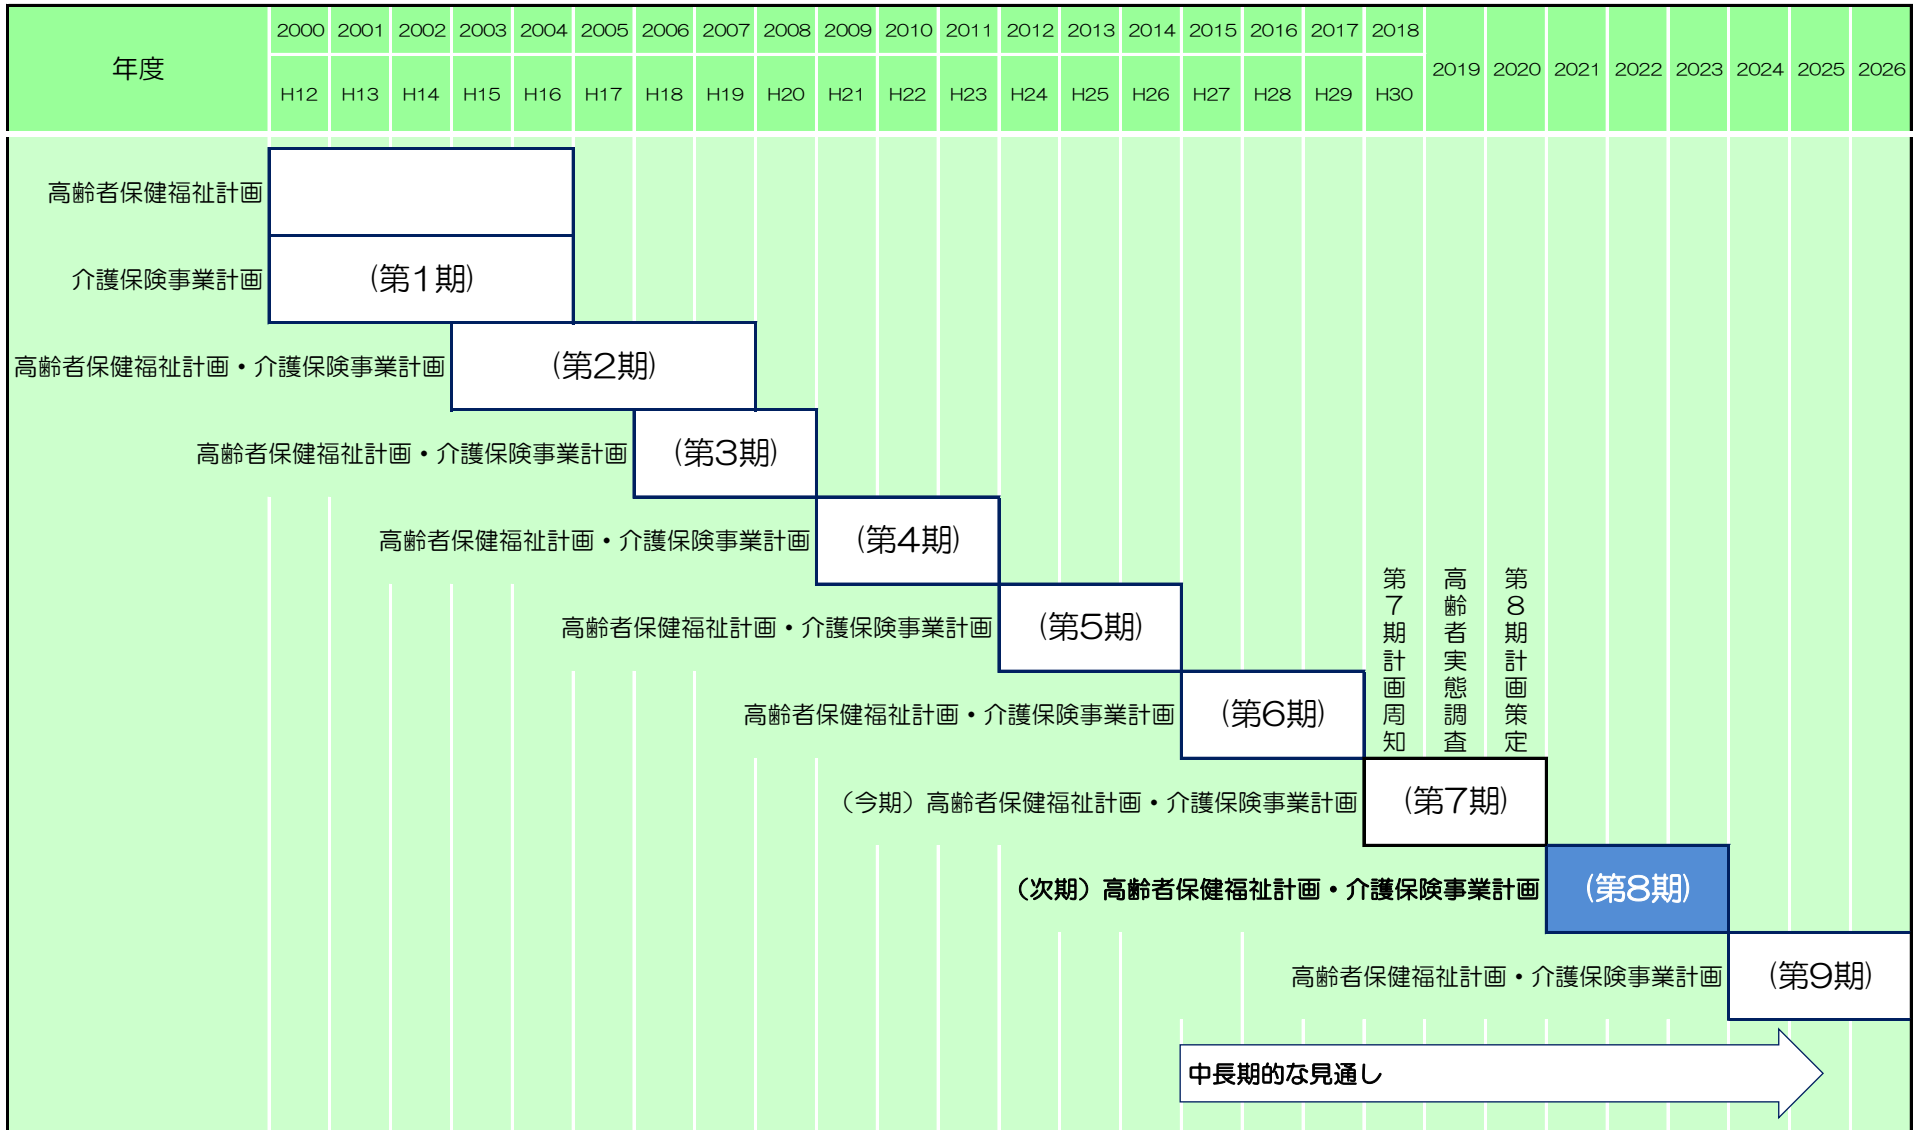 年度
2000 2001 2002 2003 2004 2005 2006 2007 2008 2009 2010 2011 2012 2013 2014 2015 2016 2017 2018 2019 2020 2021 2022 2023 2024 2025 2026
H12 H13 H14 H15 H16 H17 H18 H19 H20 H21 H22 H23 H24 H25 H26 H27 H28 H29 H30
高齢者保健福祉計画
介護保険事業計画 (第1期)
高齢者保健福祉計画・介護保険事業計画 (第2期)
高齢者保健福祉計画・介護保険事業計画 (第3期)
高齢者保健福祉計画・介護保険事業計画 (第4期)
高齢者保健福祉計画・介護保険事業計画 (第5期)
高齢者保健福祉計画・介護保険事業計画 (第6期)
第7期計画周知
高齢者実態調査
第8期計画策定
（今期）高齢者保健福祉計画・介護保険事業計画 (第7期)
（次期）高齢者保健福祉計画・介護保険事業計画 (第8期)
高齢者保健福祉計画・介護保険事業計画 (第9期)
中長期的な見通し